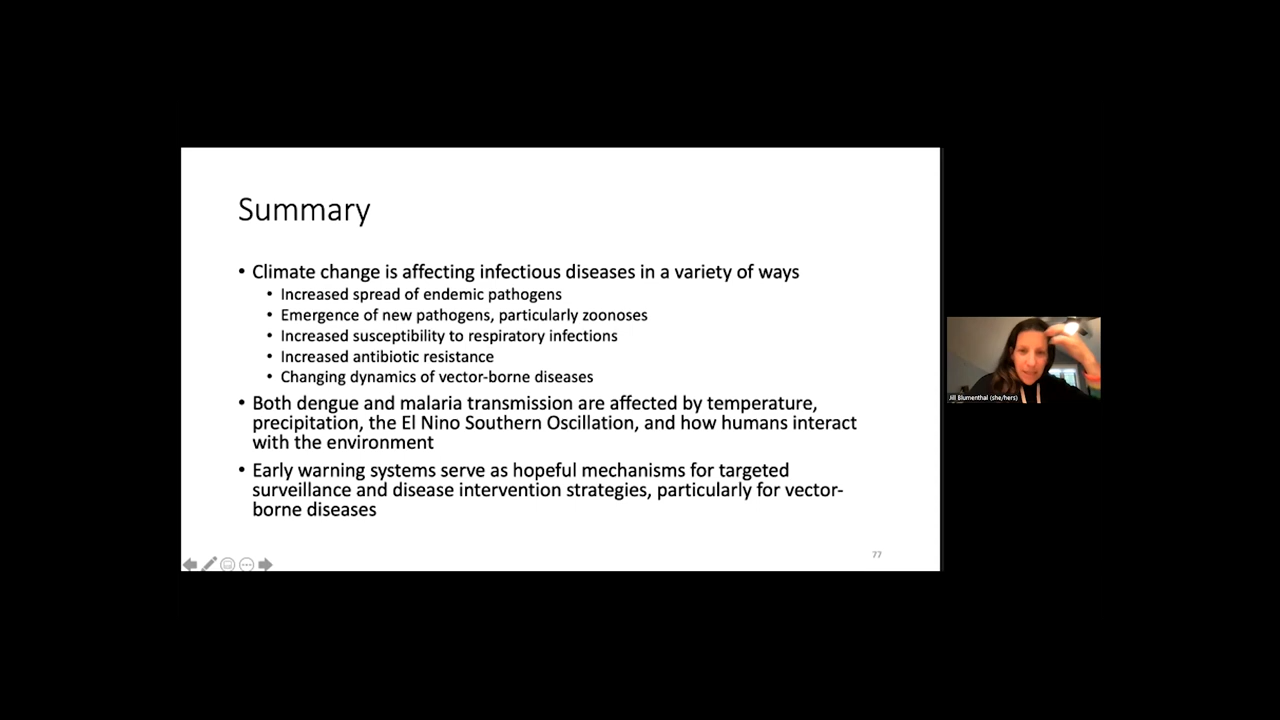 Summary
• Climate change is affecting infectious diseases in a variety of ways
• Increased spread of endemic pathogens
• Emergence of new pathogens, particularly zoonoses
• Increased susceptibility to respiratory infections
• Increased antibiotic resistance
• Changing dynamics of vector-borne diseases
• Both dengue and malaria transmission are affected by temperature,
precipitation, the El Nino Southern Oscillation, and how humans interact
with the environment
• Early warning systems serve as hopeful mechanisms for targeted
surveillance and disease intervention strategies, particularly for vector-
borne diseases
77
Jill Blumenthal (she/hers)